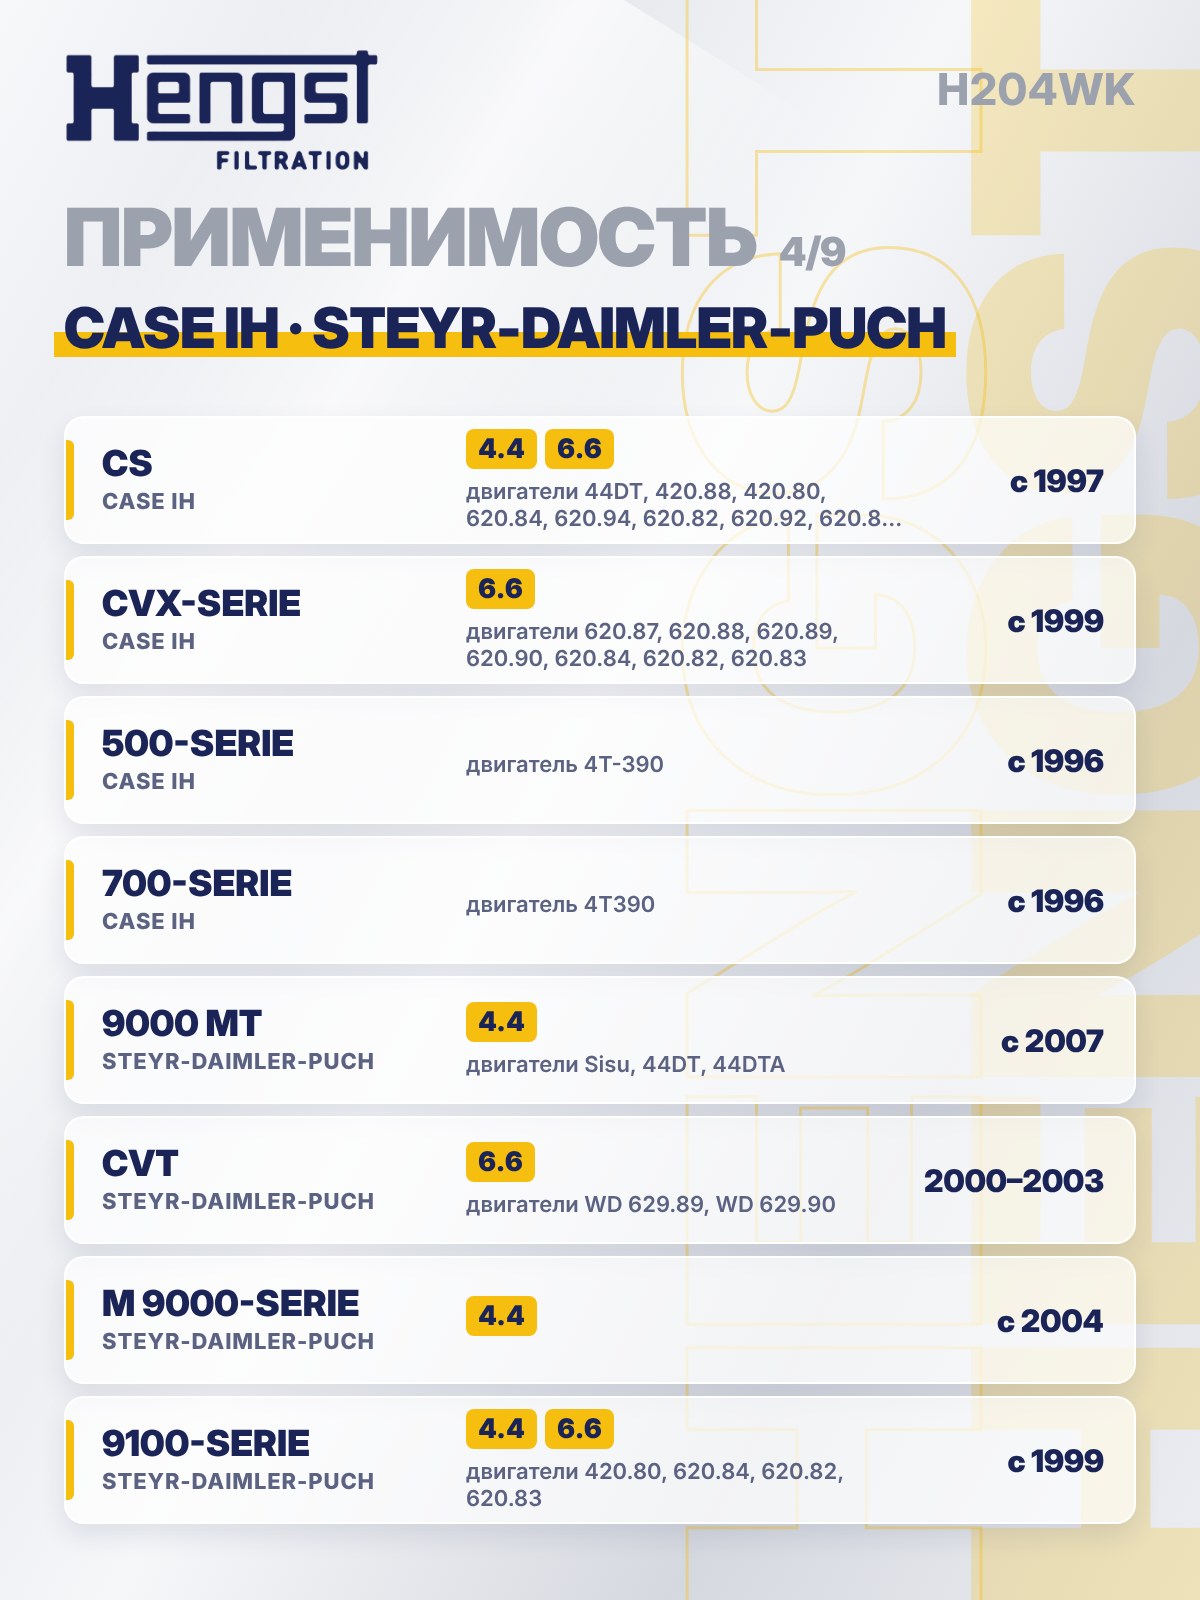 Hengst
FILTRATION
H204WK
ПРИМЕНИМОСТЬ 4/9
CASE IH · STEYR-DAIMLER-PUCH
CS
CASE IH
4.4 6.6
двигатели 44DT, 420.88, 420.80,
620.84, 620.94, 620.82, 620.92, 620.8...
с 1997
CVX-SERIE
CASE IH
6.6
двигатели 620.87, 620.88, 620.89,
620.90, 620.84, 620.82, 620.83
с 1999
500-SERIE
CASE IH
двигатель 4T-390
с 1996
700-SERIE
CASE IH
двигатель 4T390
с 1996
9000 MT
STEYR-DAIMLER-PUCH
4.4
двигатели Sisu, 44DT, 44DTA
с 2007
CVT
STEYR-DAIMLER-PUCH
6.6
двигатели WD 629.89, WD 629.90
2000–2003
M 9000-SERIE
STEYR-DAIMLER-PUCH
4.4
с 2004
9100-SERIE
STEYR-DAIMLER-PUCH
4.4 6.6
двигатели 420.80, 620.84, 620.82,
620.83
с 1999
HENGST
HENGST